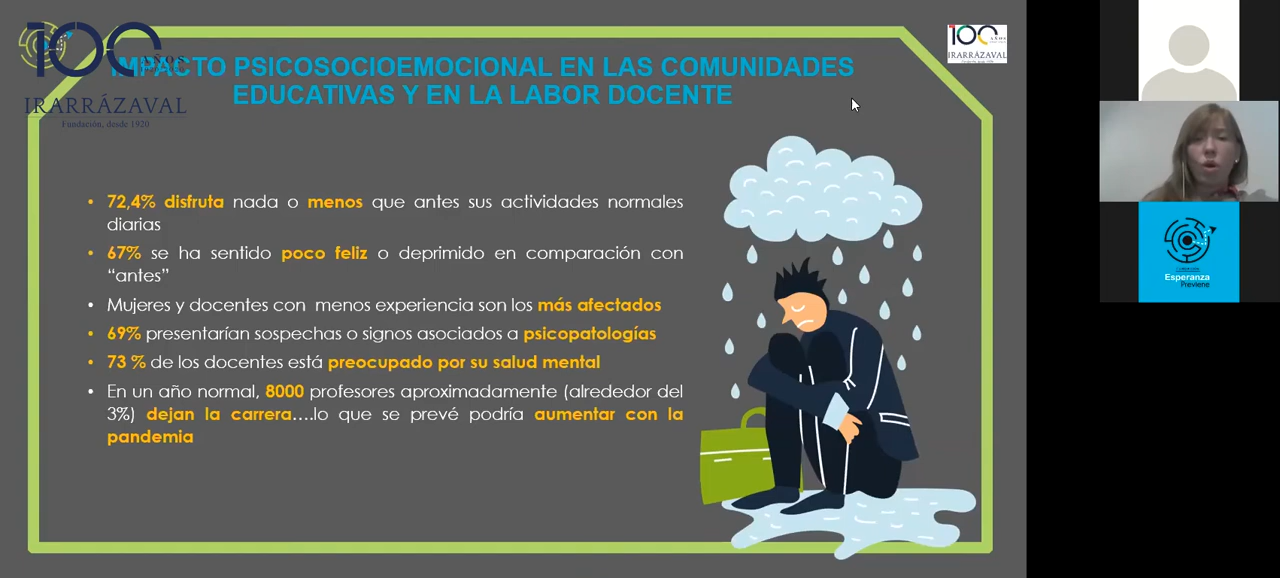 100
AÑOS
IRARRÁZAVAL
Fundación, desde 1920
IMPACTO PSICOSOCIOEMOCIONAL EN LAS COMUNIDADES
EDUCATIVAS Y EN LA LABOR DOCENTE
100
AÑOS
IRARRÁZAVAL
• 72,4% disfruta nada o menos que antes sus actividades normales
diarias
• 67% se ha sentido poco feliz o deprimido en comparación con
“antes”
• Mujeres y docentes con menos experiencia son los más afectados
• 69% presentarían sospechas o signos asociados a psicopatologías
• 73 % de los docentes está preocupado por su salud mental
• En un año normal, 8000 profesores aproximadamente (alrededor del
3%) dejan la carrera….lo que se prevé podría aumentar con la
pandemia
Esperanza
Previene